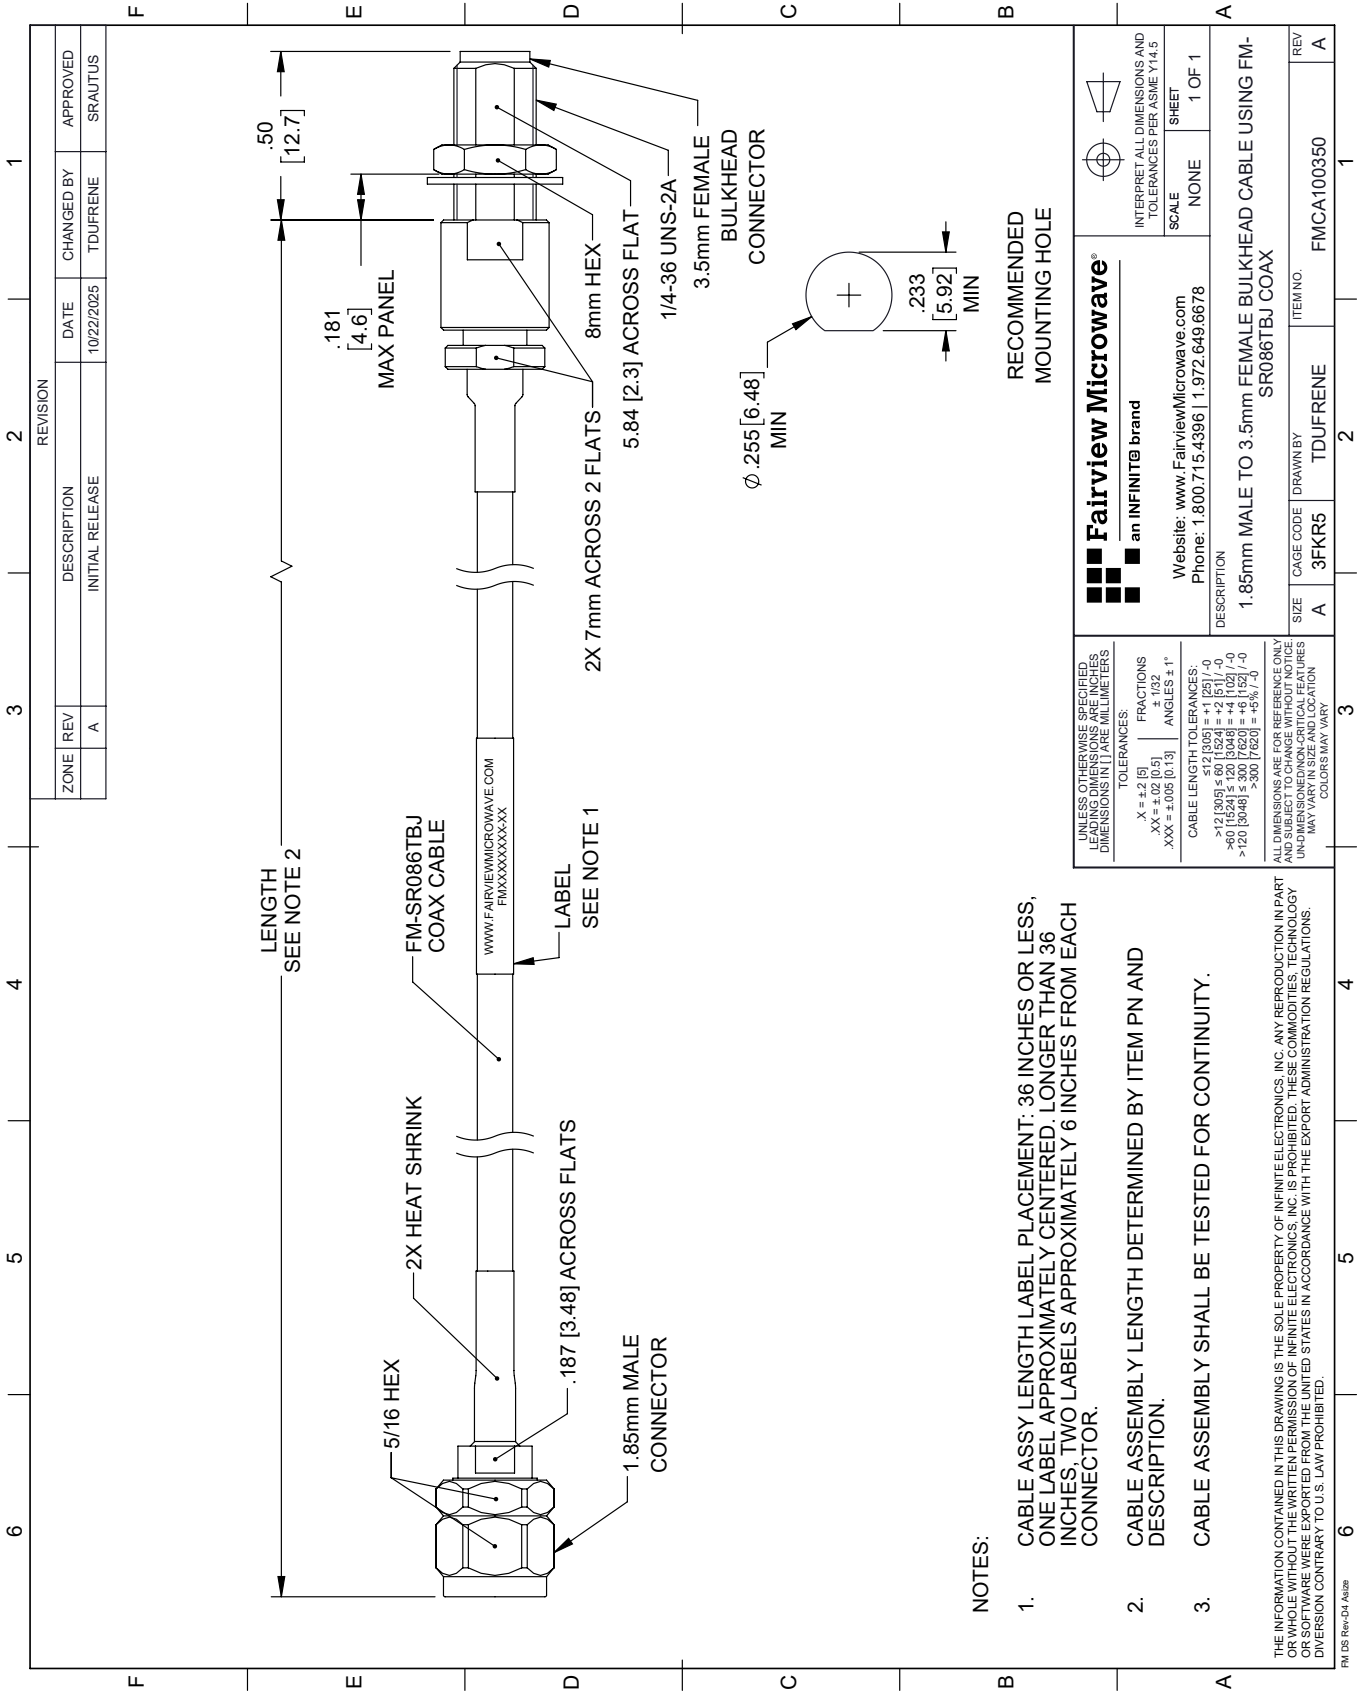 F
E
D
C
B
A
1
2
3
4
5
6
REVISION
ZONE REV DESCRIPTION DATE CHANGED BY APPROVED
A INITIAL RELEASE 10/22/2025 TDUFRENE SRAUTUS
LENGTH
SEE NOTE 2
.50
[12.7]
.181
[4.6]
MAX PANEL
5/16 HEX
2X HEAT SHRINK
FM-SR086TBJ
COAX CABLE
WWW.FAIRVIEWMICROWAVE.COM
FMXXXXXXXX-XX
.187 [3.48] ACROSS FLATS
1.85mm MALE
CONNECTOR
LABEL
SEE NOTE 1
2X 7mm ACROSS 2 FLATS
8mm HEX
5.84 [2.3] ACROSS FLAT
1/4-36 UNS-2A
3.5mm FEMALE
BULKHEAD
CONNECTOR
⌀ .255 [6.48]
MIN
.233
[5.92]
MIN
RECOMMENDED
MOUNTING HOLE
NOTES:
1. CABLE ASSY LENGTH LABEL PLACEMENT: 36 INCHES OR LESS,
ONE LABEL APPROXIMATELY CENTERED. LONGER THAN 36
INCHES, TWO LABELS APPROXIMATELY 6 INCHES FROM EACH
CONNECTOR.
2. CABLE ASSEMBLY LENGTH DETERMINED BY ITEM PN AND
DESCRIPTION.
3. CABLE ASSEMBLY SHALL BE TESTED FOR CONTINUITY.
THE INFORMATION CONTAINED IN THIS DRAWING IS THE SOLE PROPERTY OF INFINITE ELECTRONICS, INC. ANY REPRODUCTION IN PART
OR WHOLE WITHOUT THE WRITTEN PERMISSION OF INFINITE ELECTRONICS, INC. IS PROHIBITED. THESE COMMODITIES, TECHNOLOGY
OR SOFTWARE WERE EXPORTED FROM THE UNITED STATES IN ACCORDANCE WITH THE EXPORT ADMINISTRATION REGULATIONS.
DIVERSION CONTRARY TO U.S. LAW PROHIBITED.
UNLESS OTHERWISE SPECIFIED
LEADING DIMENSIONS ARE INCHES
DIMENSIONS IN [ ] ARE MILLIMETERS
TOLERANCES:
.X = ±.2 [5] FRACTIONS
.XX = ±.02 [0.5] ± 1/32
.XXX = ±.005 [0.13] ANGLES ± 1°
CABLE LENGTH TOLERANCES:
≤12 [305] = +1 [25] / -0
>12 [305] ≤ 60 [1524] = +2 [51] / -0
>60 [1524] ≤ 120 [3048] = +4 [102] / -0
>120 [3048] ≤ 300 [7620] = +6 [152] / -0
>300 [7620] = +5% / -0
ALL DIMENSIONS ARE FOR REFERENCE ONLY
AND SUBJECT TO CHANGE WITHOUT NOTICE.
UN-DIMENSIONED/NON-CRITICAL FEATURES
MAY VARY IN SIZE AND LOCATION
COLORS MAY VARY
Fairview Microwave®
an INFINIT® brand
Website: www.FairviewMicrowave.com
Phone: 1.800.715.4396 | 1.972.649.6678
INTERPRET ALL DIMENSIONS AND
TOLERANCES PER ASME Y14.5
SCALE NONE SHEET 1 OF 1
DESCRIPTION
1.85mm MALE TO 3.5mm FEMALE BULKHEAD CABLE USING FM-
SR086TBJ COAX
SIZE CAGE CODE DRAWN BY ITEM NO. REV
A 3FKR5 TDUFRENE FMCA100350 A
1
2
3
4
5
6
F
E
D
C
B
A
FM DS Rev-D4 Asize